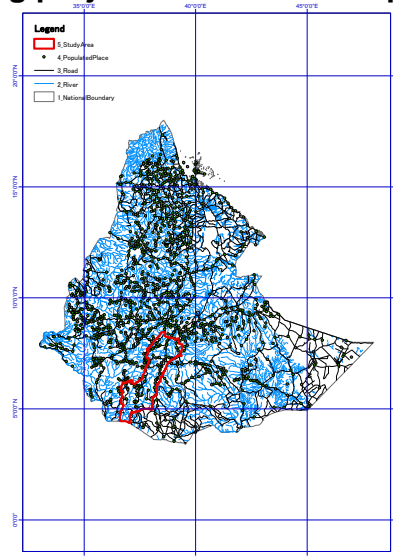 35°0'0"E 40°0'0"E 45°0'0"E
Legend
5_StudyArea
4_PopulatedPlace
3_Road
2_River
1_NationalBoundary
20°0'0"N
15°0'0"N
10°0'0"N
5°0'0"N
0°0'0"